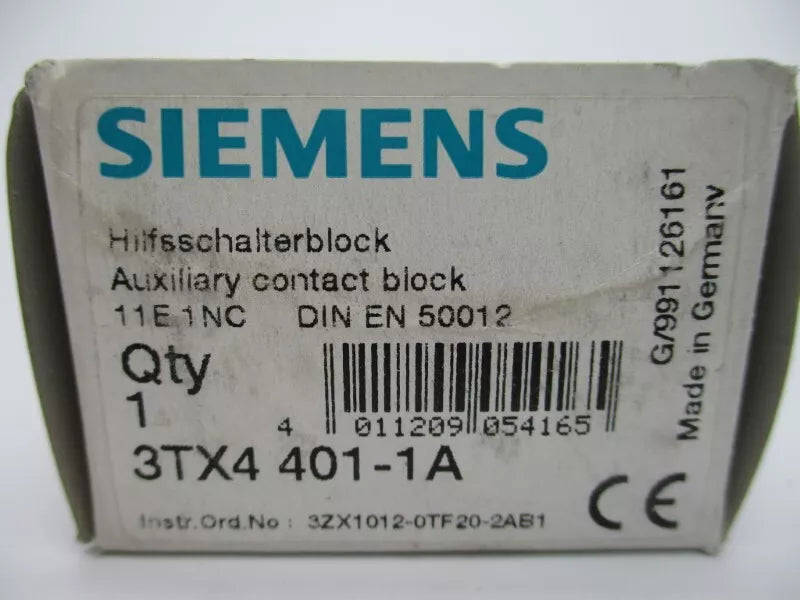 SIEMENS
Hilfsschalterblock
Auxiliary contact block
11E 1NC DIN EN 50012
Qty
1
4 011209 054165
3TX4 401-1A
Instr.Ord.No : 3ZX1012-0TF20-2AB1
CE
G/991126161
Made in Germany